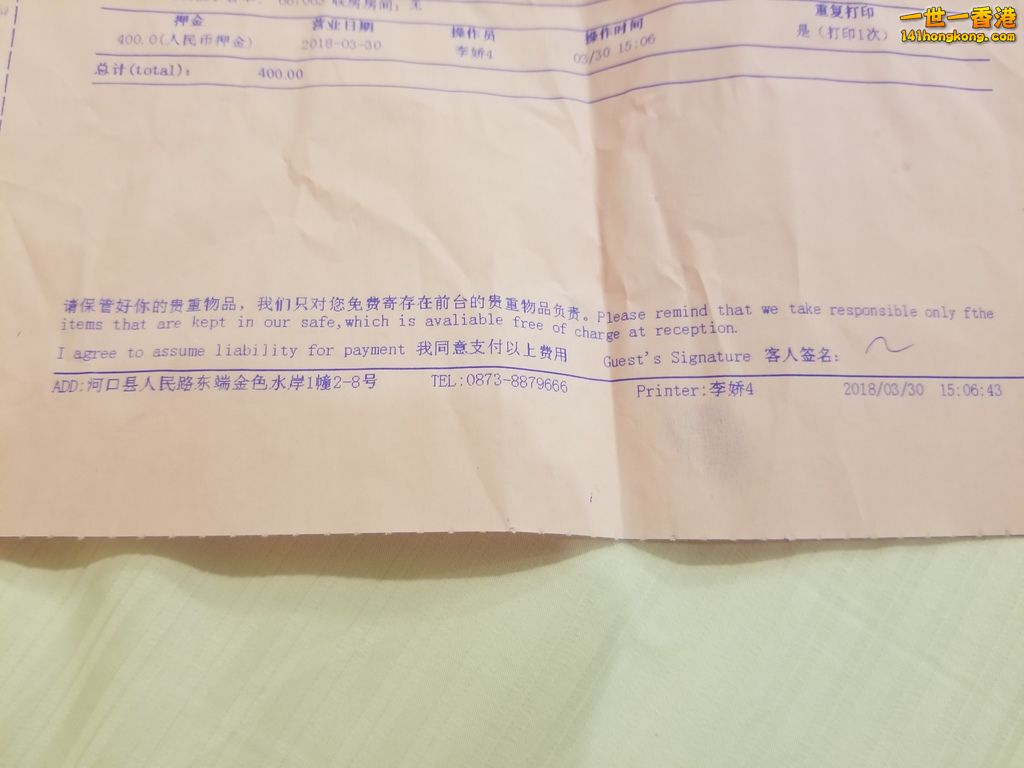 一世一香港
141hongkong.com
联房房间：无
押金 营业日期 操作员 操作时间 重复打印
400.0(人民币押金) 2018-03-30 李娇4 03/30 15:06 是（打印1次）
总计(total): 400.00
请保管好你的贵重物品，我们只对您免费寄存在前台的贵重物品负责。Please remind that we take responsible only fthe
items that are kept in our safe,which is avaliable free of charge at reception.
I agree to assume liability for payment 我同意支付以上费用 Guest's Signature 客人签名：
ADD:河口县人民路东端金色水岸1幢2-8号 TEL:0873-8879666 Printer:李娇4 2018/03/30 15:06:43